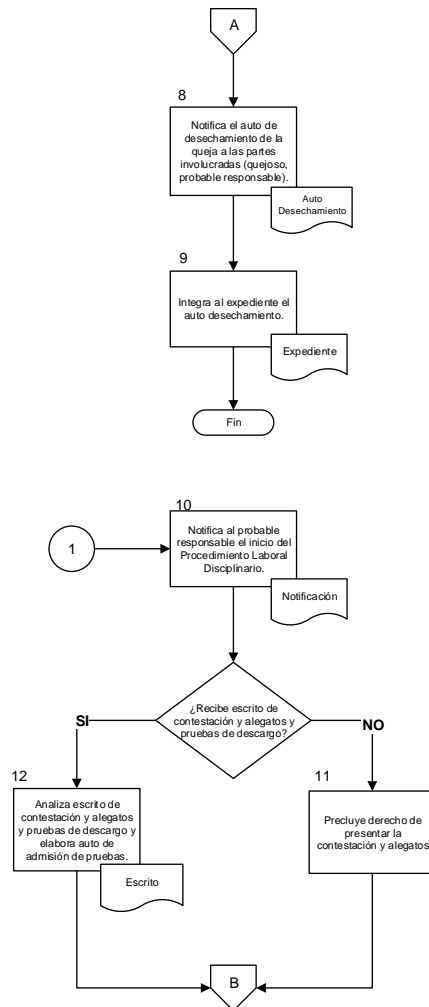 A
8
Notifica el auto de
desechamiento de la
queja a las partes
involucradas (quejoso,
probable responsable).
Auto
Desechamiento
9
Integra al expediente el
auto desechamiento.
Expediente
Fin
10
1
Notifica al probable
responsable el inicio del
Procedimiento Laboral
Disciplinario.
Notificación
¿Recibe escrito de
contestación y alegatos y
pruebas de descargo?
SI
NO
12
Analiza escrito de
contestación y alegatos
y pruebas de descargo y
elabora auto de
admisión de pruebas.
Escrito
11
Precluye derecho de
presentar la
contestación y alegatos
B